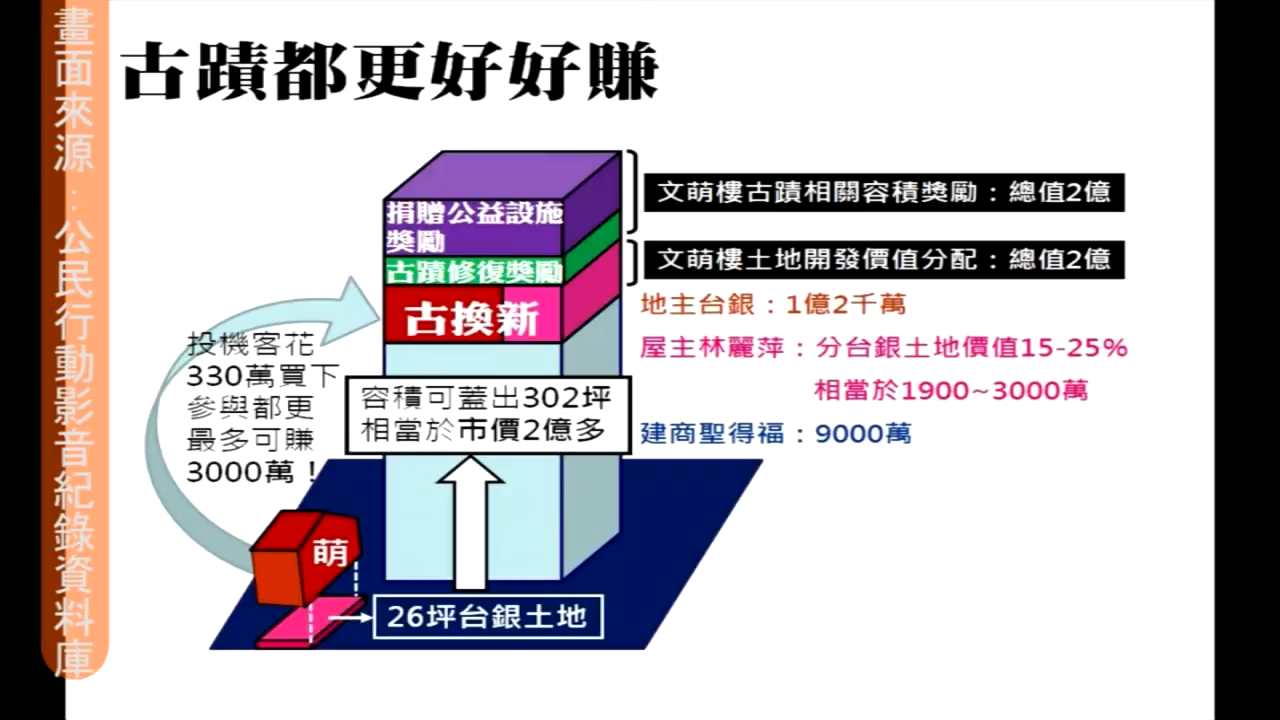 畫面來源：公民行動影音紀錄資料庫
古蹟都更好好賺
捐贈公益設施
獎勵
古蹟修復獎勵
古換新
文萌樓古蹟相關容積獎勵：總值2億
文萌樓土地開發價值分配：總值2億
地主台銀：1億2千萬
屋主林麗萍：分台銀土地價值15-25%
相當於1900~3000萬
建商聖得福：9000萬
投機客花
330萬買下
參與都更
最多可賺
3000萬！
容積可蓋出302坪
相當於市價2億多
萌
26坪台銀土地